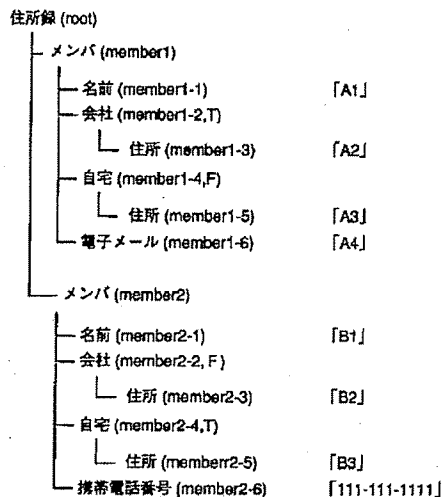 住所録 (root)
メンバ (member1)
名前 (member1-1) 「A1」
会社 (member1-2,T)
住所 (member1-3) 「A2」
自宅 (member1-4,F)
住所 (member1-5) 「A3」
電子メール (member1-6) 「A4」
メンバ (member2)
名前 (member2-1) 「B1」
会社 (member2-2, F)
住所 (member2-3) 「B2」
自宅 (member2-4,T)
住所 (memberr2-5) 「B3」
携帯電話番号 (member2-6) 「111-111-1111」